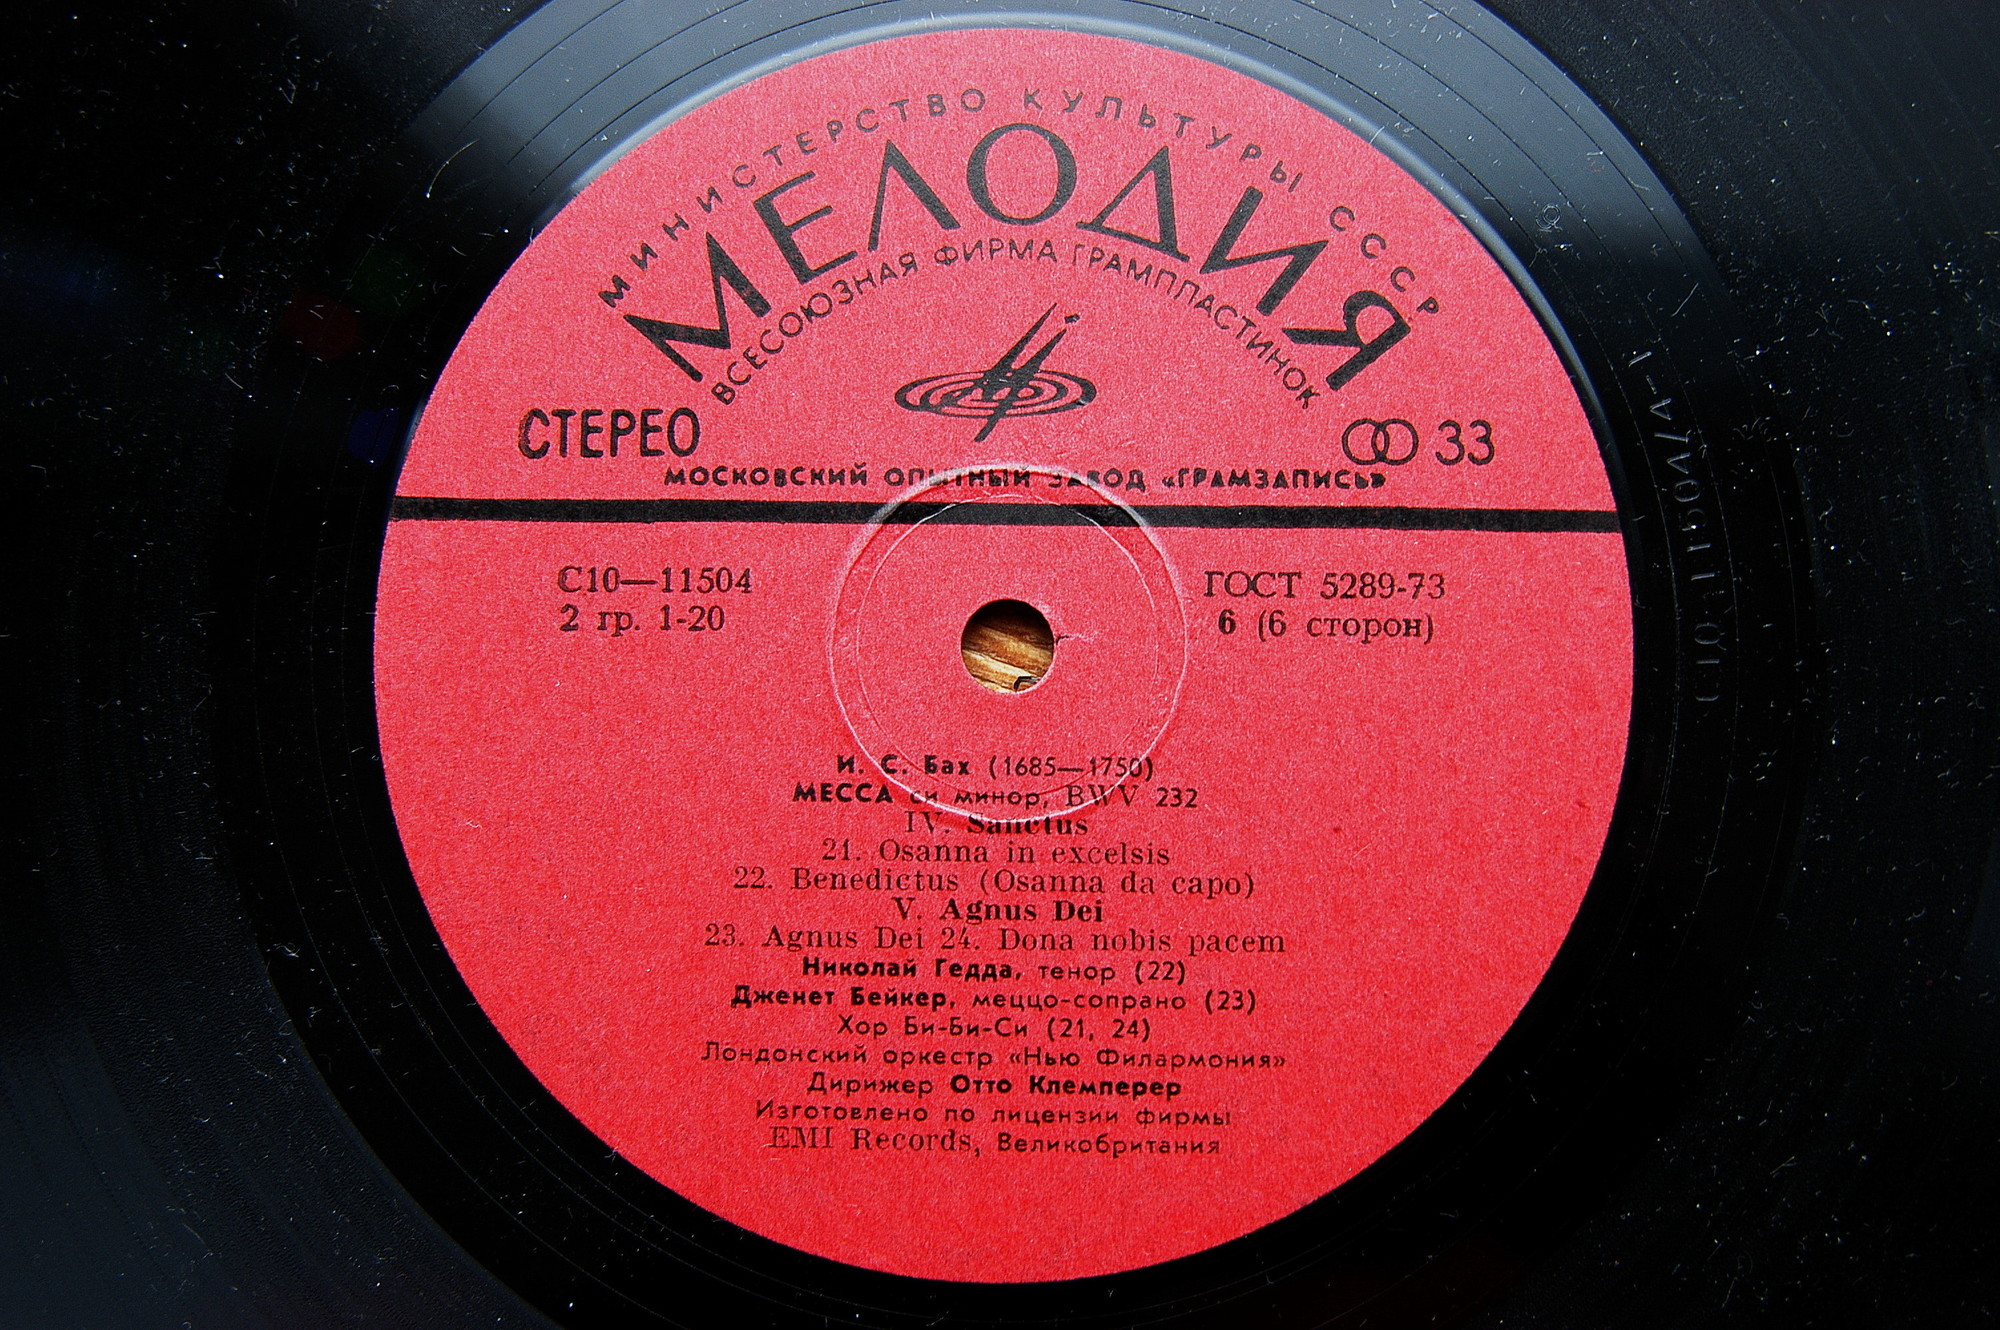 МИНИСТЕРСТВО КУЛЬТУРЫ СССР
МЕЛОДИЯ
ВСЕСОЮЗНАЯ ФИРМА ГРАМПЛАСТИНОК
СТЕРЕО
33
МОСКОВСКИЙ ОПЫТНЫЙ ЗАВОД «ГРАМЗАПИСЬ»
С10—11504
2 гр. 1-20
ГОСТ 5289-73
6 (6 сторон)
И. С. Бах (1685—1750)
МЕССА си минор, BWV 232
IV. Sanctus
21. Osanna in excelsis
22. Benedictus (Osanna da capo)
V. Agnus Dei
23. Agnus Dei 24. Dona nobis pacem
Николай Гедда, тенор (22)
Дженет Бейкер, меццо-сопрано (23)
Хор Би-Би-Си (21, 24)
Лондонский оркестр «Нью Филармония»
Дирижер Отто Клемперер
Изготовлено по лицензии фирмы
EMI Records, Великобритания